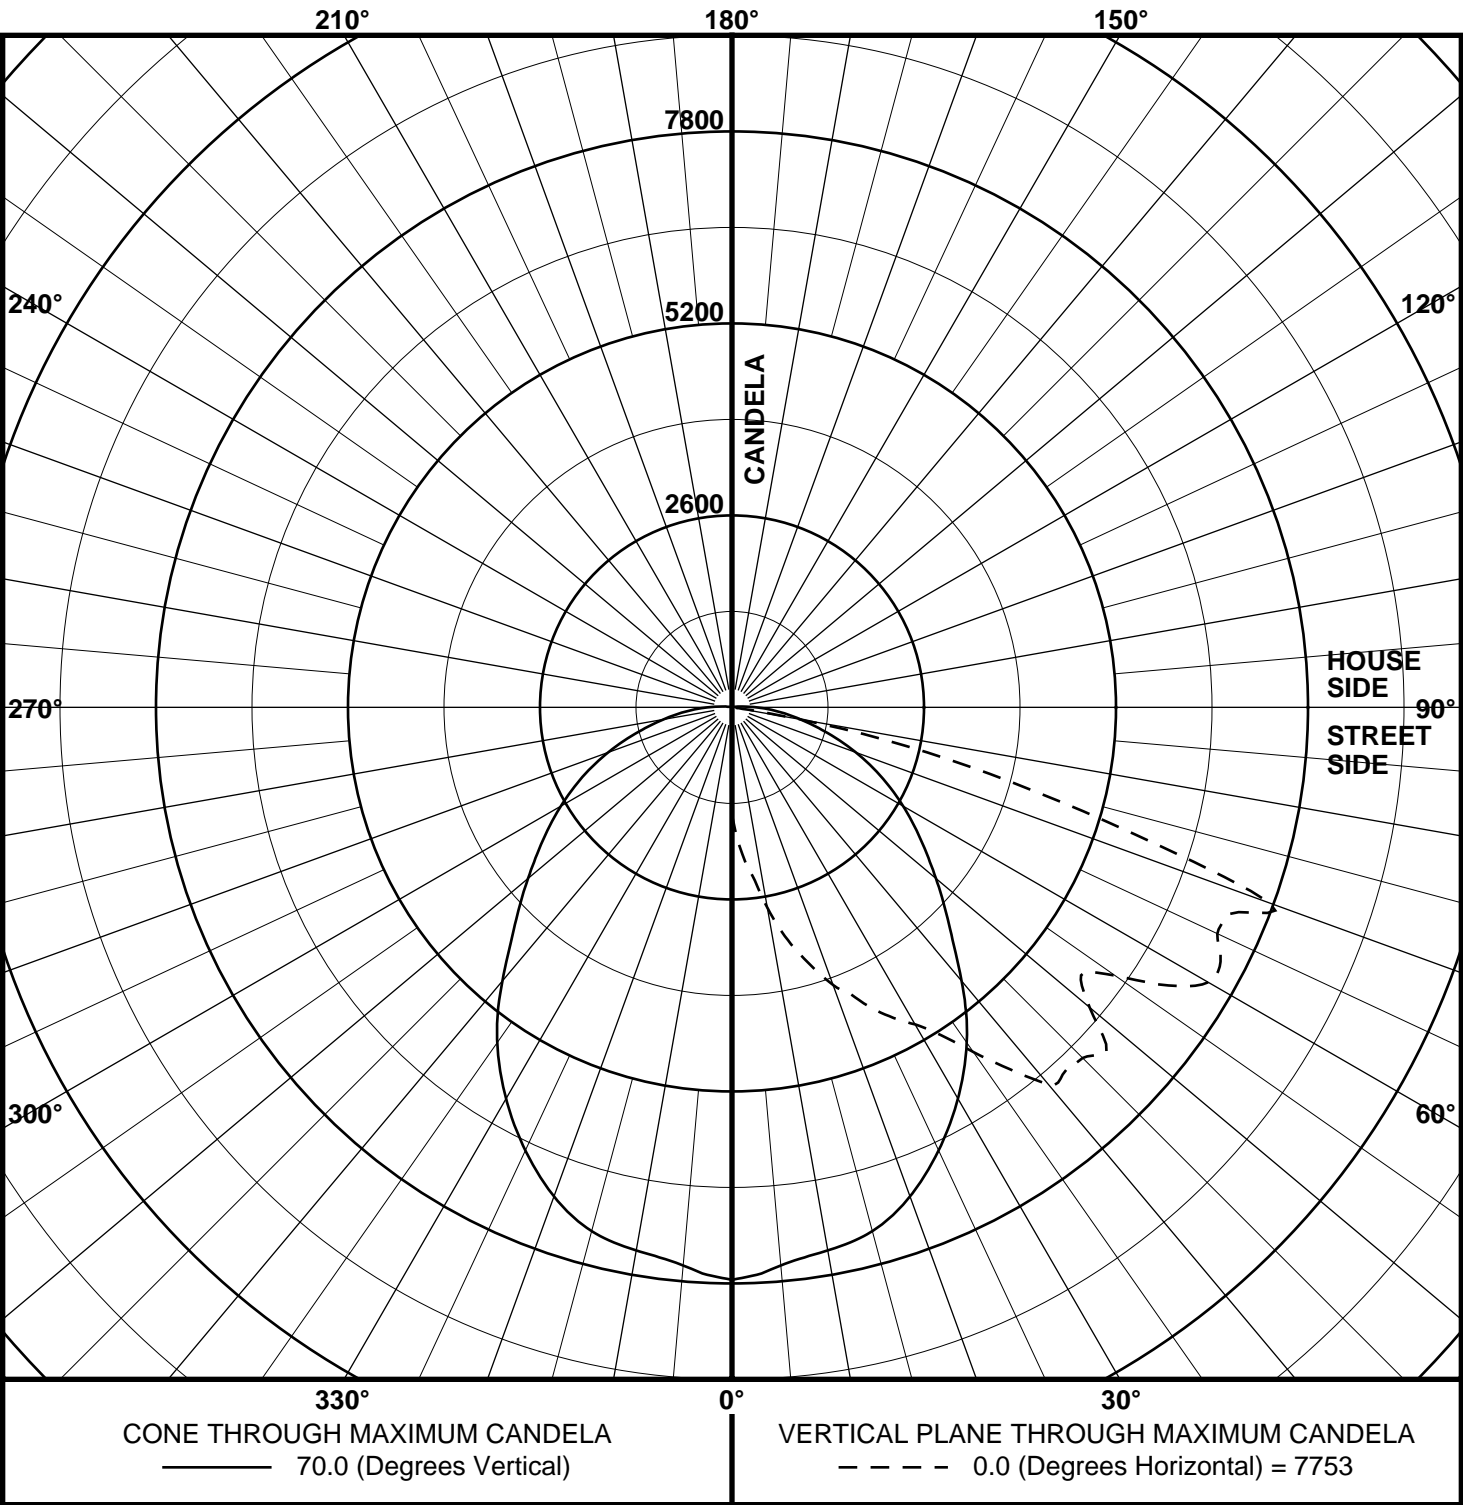 210° 180° 150°
7800
240° 120°
5200
CANDELA
2600
HOUSE
SIDE
270° 90°
STREET
SIDE
300° 60°
330° 0° 30°
CONE THROUGH MAXIMUM CANDELA
70.0 (Degrees Vertical)
VERTICAL PLANE THROUGH MAXIMUM CANDELA
0.0 (Degrees Horizontal) = 7753